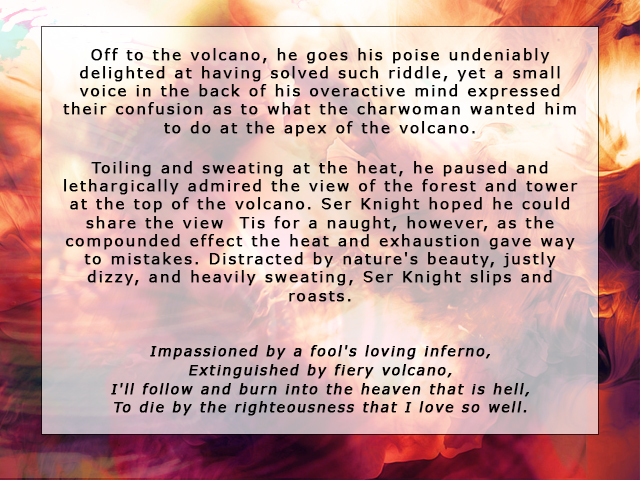 Off to the volcano, he goes his poise undeniably
delighted at having solved such riddle, yet a small
voice in the back of his overactive mind expressed
their confusion as to what the charwoman wanted him
to do at the apex of the volcano.
Toiling and sweating at the heat, he paused and
lethargically admired the view of the forest and tower
at the top of the volcano. Ser Knight hoped he could
share the view  Tis for a naught, however, as the
compounded effect the heat and exhaustion gave way
to mistakes. Distracted by nature's beauty, justly
dizzy, and heavily sweating, Ser Knight slips and
roasts.
Impassioned by a fool's loving inferno,
Extinguished by fiery volcano,
I'll follow and burn into the heaven that is hell,
To die by the righteousness that I love so well.